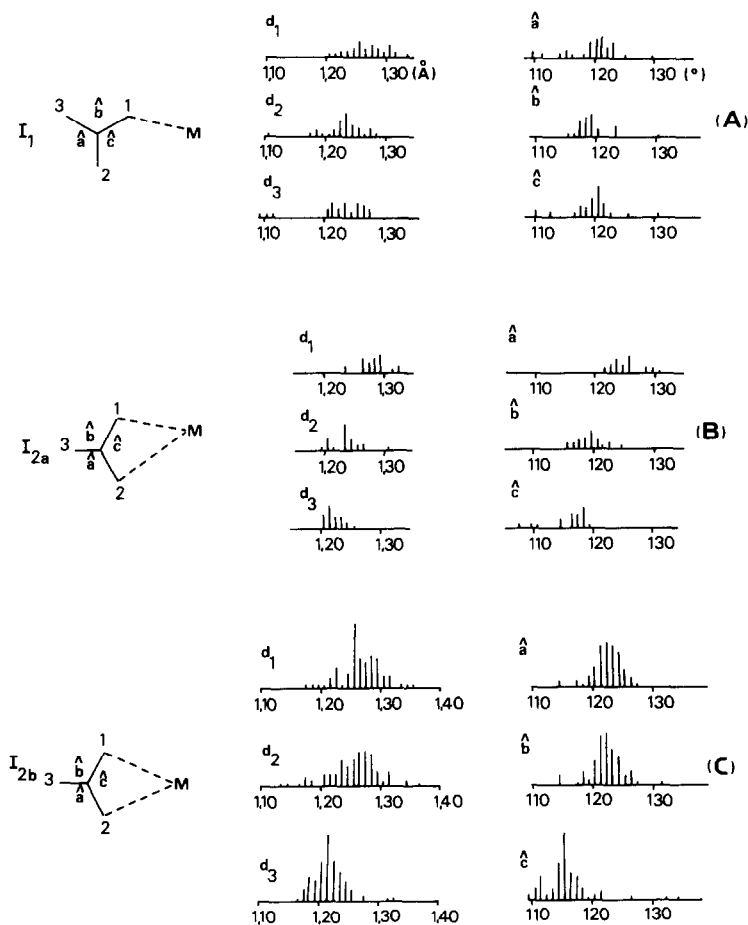 d1
1,10 1,20 1,30 (Å)
â
110 120 130 (°)
I1
3 b̂ 1
â ĉ M
2
d2
1,10 1,20 1,30
b̂
110 120 130
(A)
d3
1,10 1,20 1,30
ĉ
110 120 130
d1
1,20 1,30
â
110 120 130
I2a
1
3 b̂ ĉ M
â
2
d2
1,20 1,30
b̂
110 120 130
(B)
d3
1,20 1,30
ĉ
110 120 130
d1
1,10 1,20 1,30 1,40
â
110 120 130
I2b
1
3 b̂ ĉ M
â
2
d2
1,10 1,20 1,30 1,40
b̂
110 120 130
(C)
d3
1,10 1,20 1,30 1,40
ĉ
110 120 130